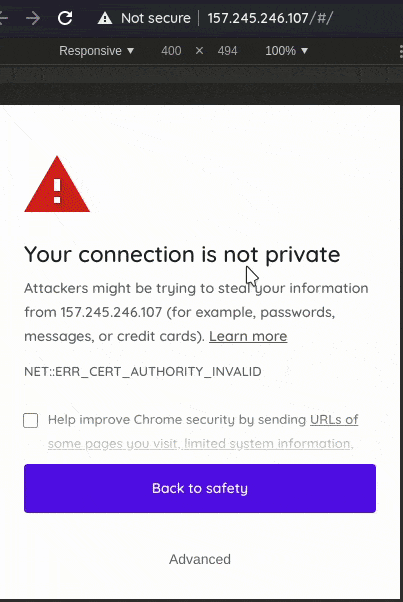 Not secure | 157.245.246.107/#/
Responsive ▼ 400 × 494 100% ▼
Your connection is not private
Attackers might be trying to steal your information
from 157.245.246.107 (for example, passwords,
messages, or credit cards). Learn more
NET::ERR_CERT_AUTHORITY_INVALID
Help improve Chrome security by sending URLs of
some pages you visit, limited system information,
Back to safety
Advanced